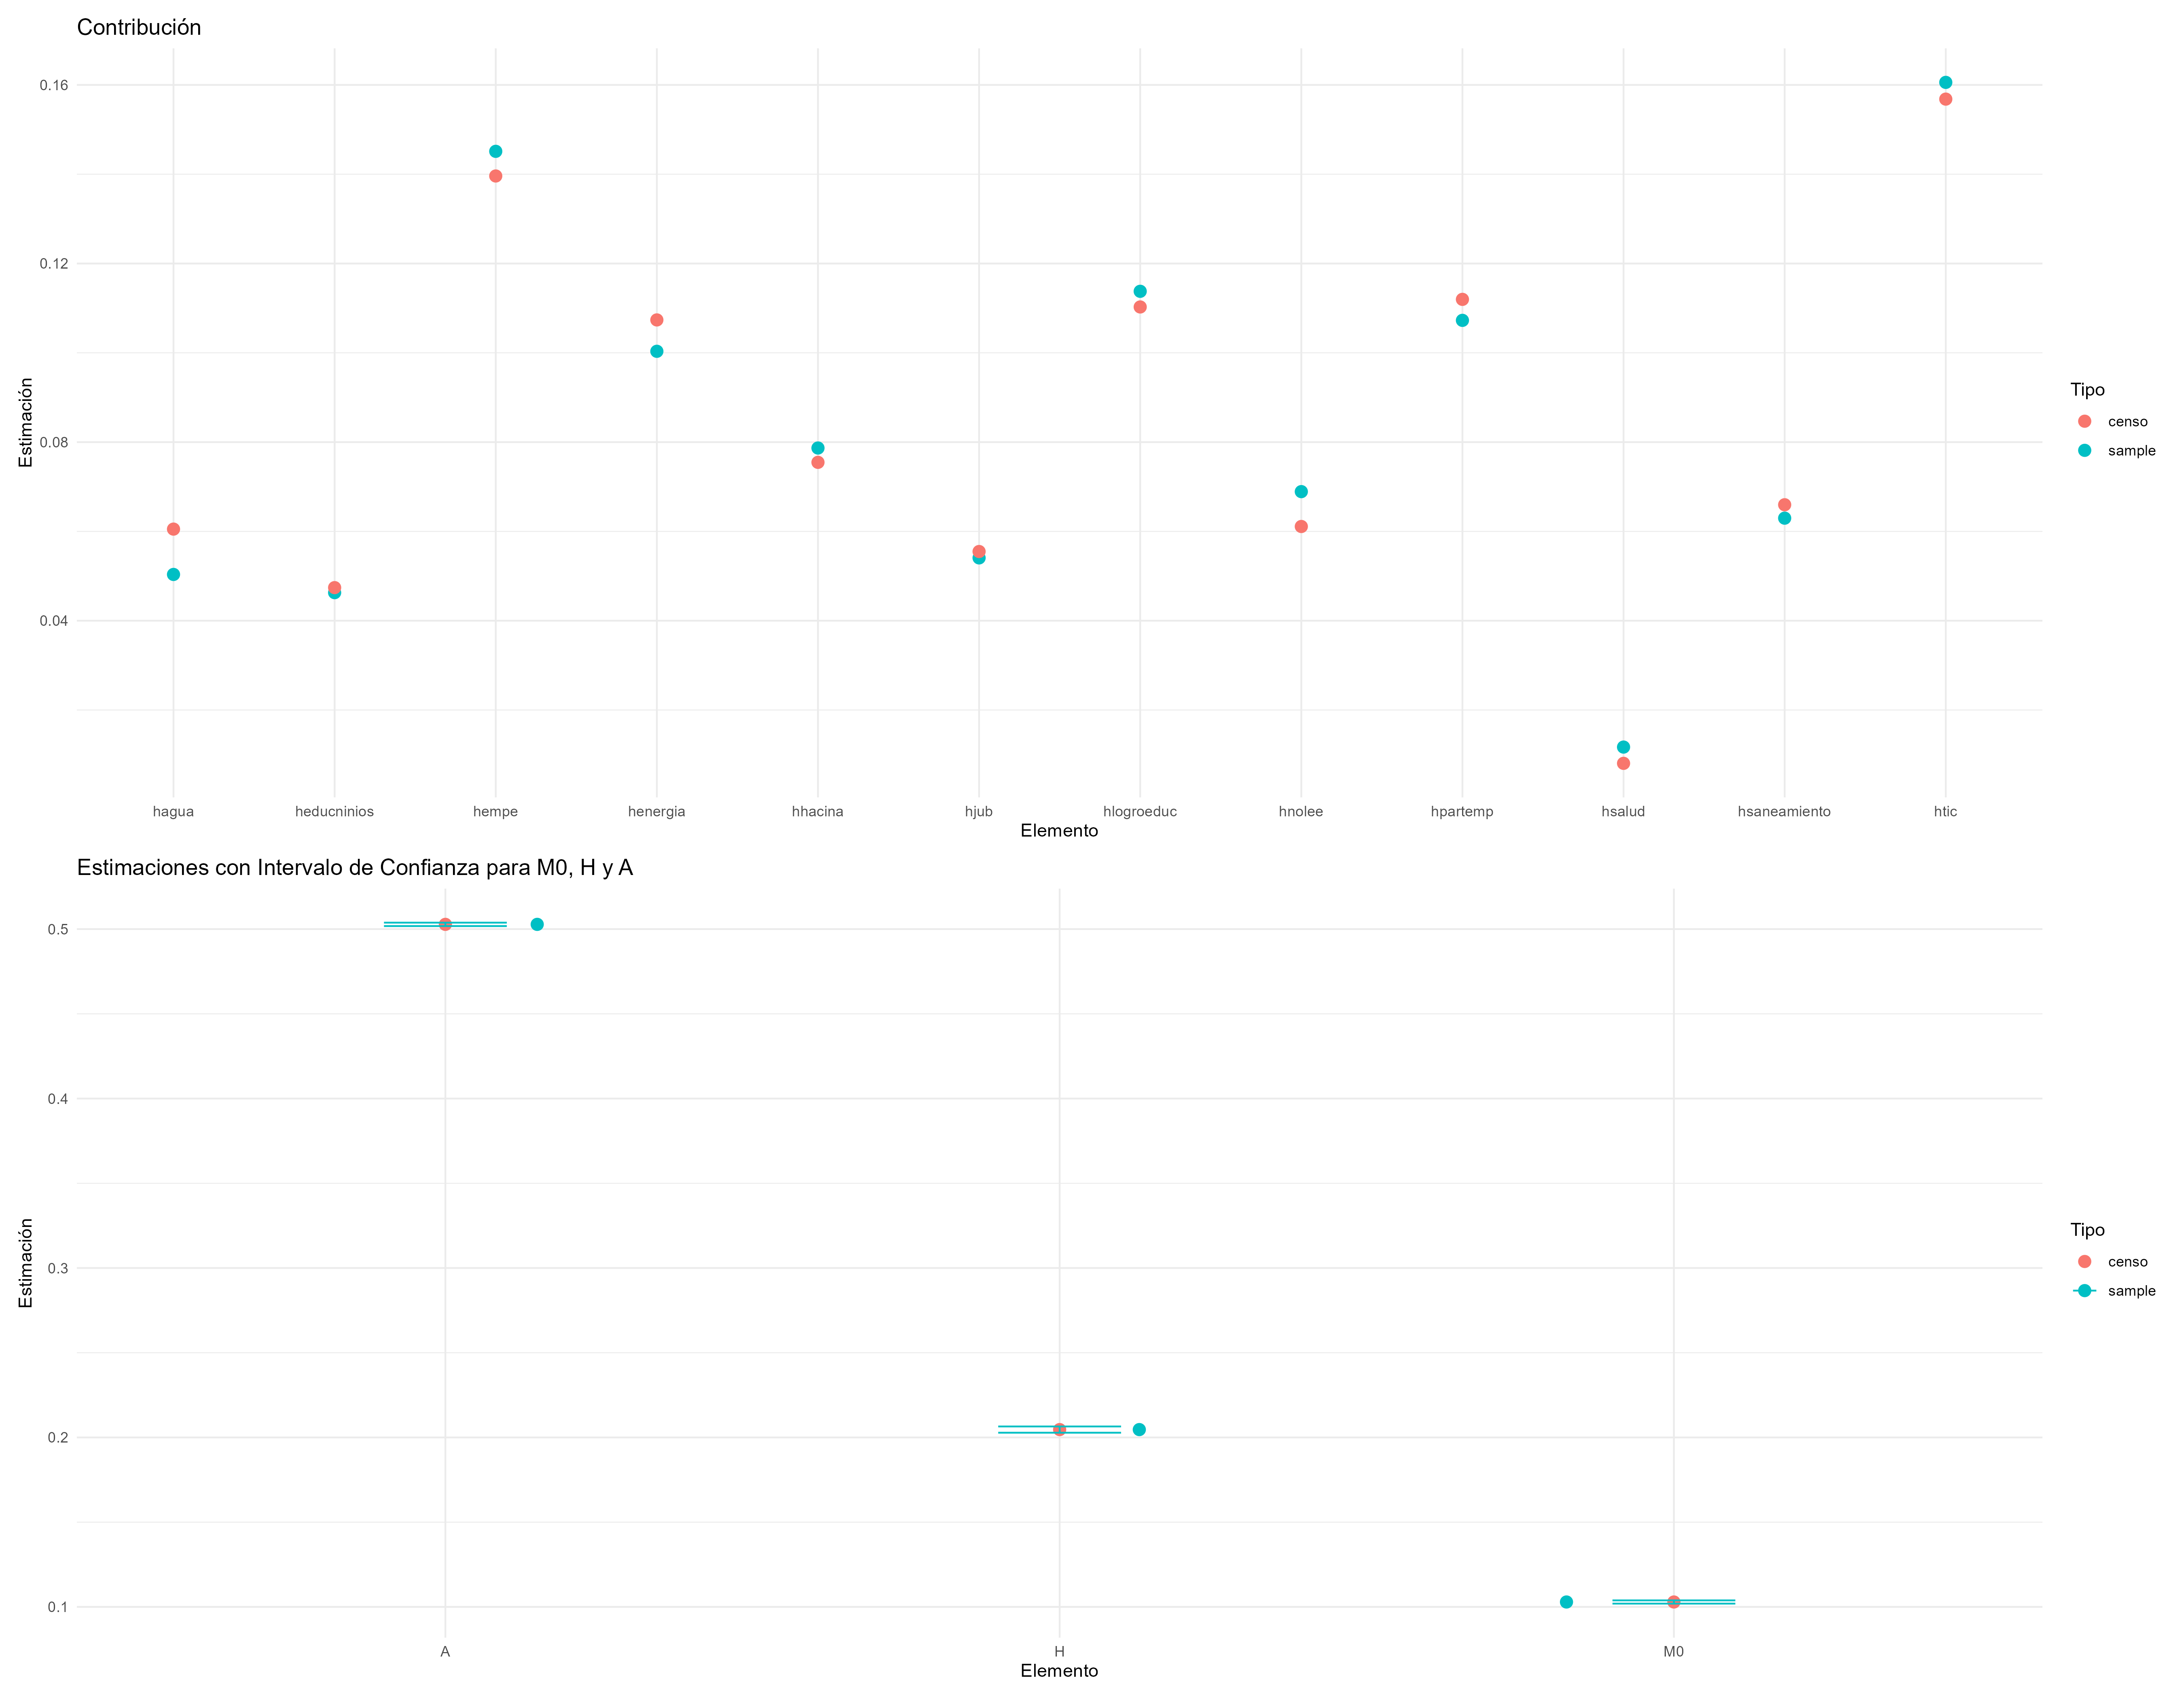 Contribución
Estimación
0.16
0.12
0.08
0.04
hagua heducninios hempe henergia hhacina hjub hlogroeduc hnolee hpartemp hsalud hsaneamiento htic
Elemento
Tipo
censo
sample
Estimaciones con Intervalo de Confianza para M0, H y A
Estimación
0.5
0.4
0.3
0.2
0.1
A H M0
Elemento
Tipo
censo
sample